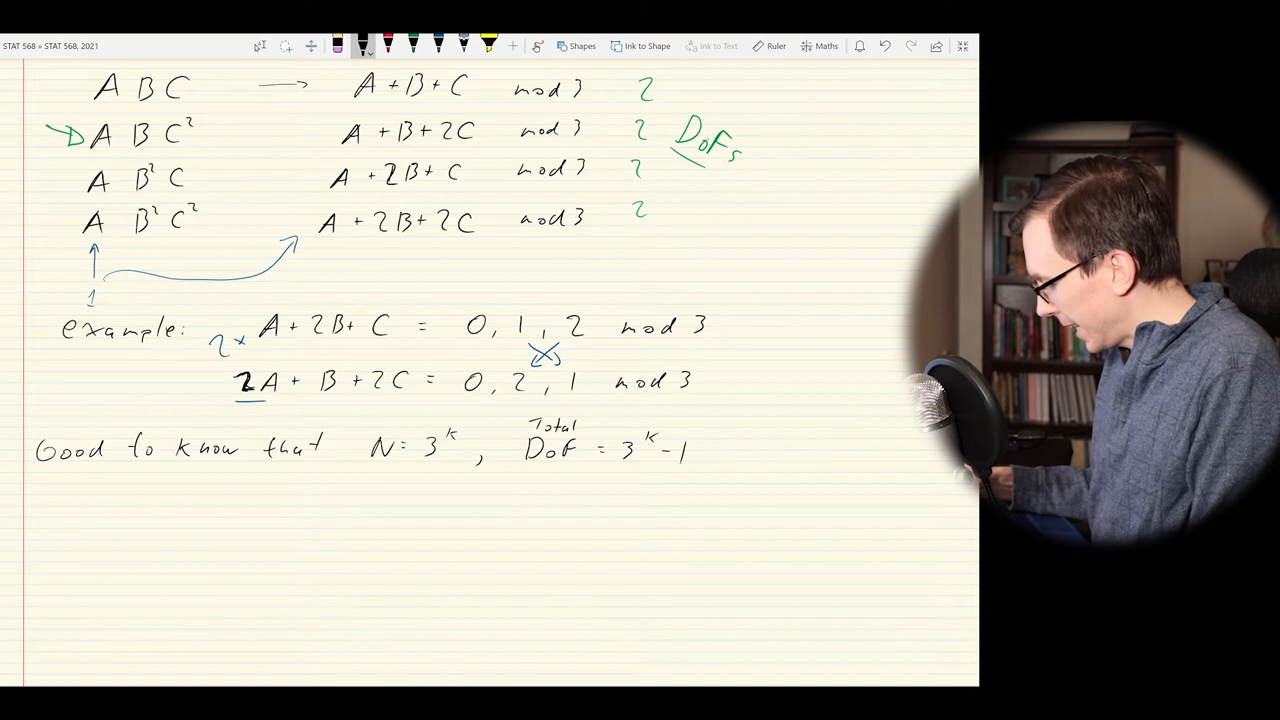 STAT 568 » STAT 568, 2021 Shapes Ink to Shape Ink to Text Ruler Maths
A B C → A + B + C mod 3 2
A B C² A + B + 2C mod 3 2 DoFs
A B² C A + 2B + C mod 3 2
A B² C² A + 2B + 2C mod 3 2
1
example: A + 2B + C = 0, 1, 2 mod 3
2×
2A + B + 2C = 0, 2, 1 mod 3
Total
Good to know that N = 3ᵏ, DoF = 3ᵏ - 1